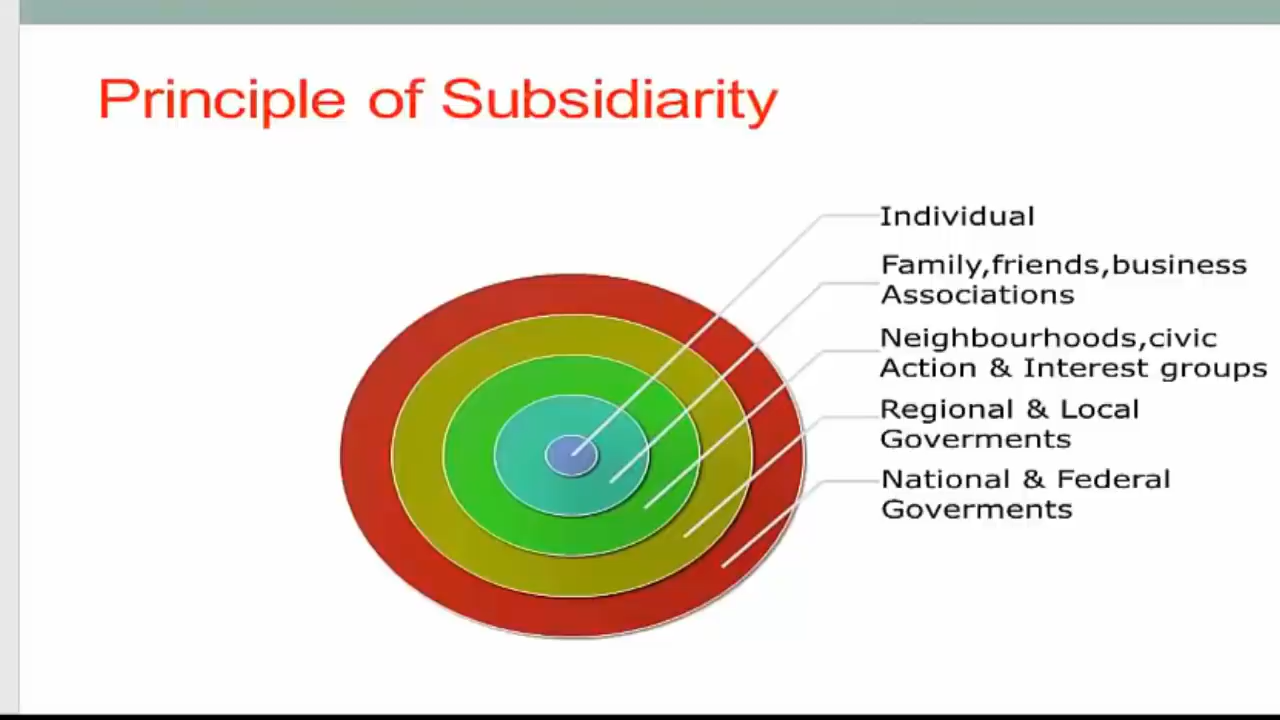 Principle of Subsidiarity
Individual
Family,friends,business
Associations
Neighbourhoods,civic
Action & Interest groups
Regional & Local
Goverments
National & Federal
Goverments